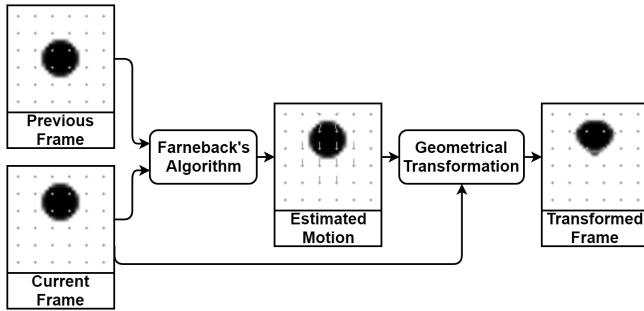 Previous
Frame
Farneback's
Algorithm
Geometrical
Transformation
Estimated
Motion
Transformed
Frame
Current
Frame